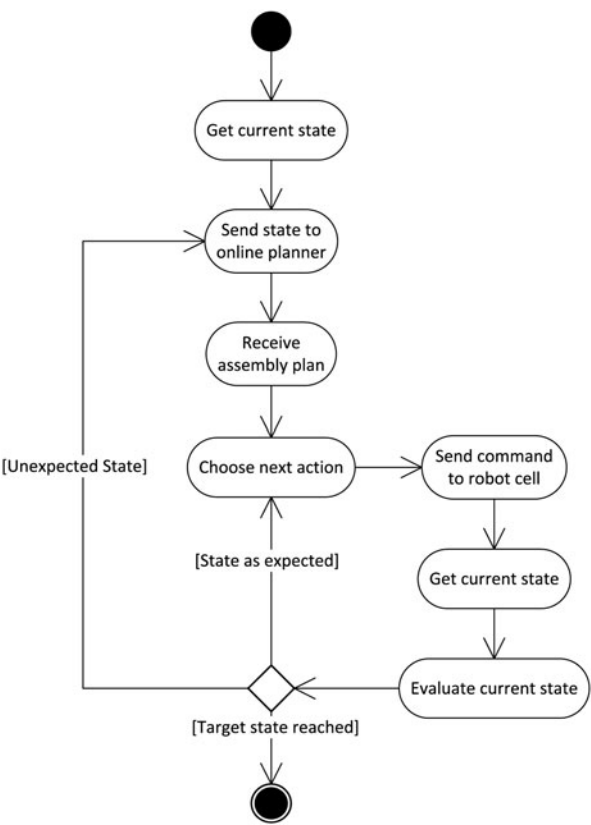 Get current state
Send state to
online planner
Receive
assembly plan
[Unexpected State]
Choose next action
Send command
to robot cell
[State as expected]
Get current state
Evaluate current state
[Target state reached]